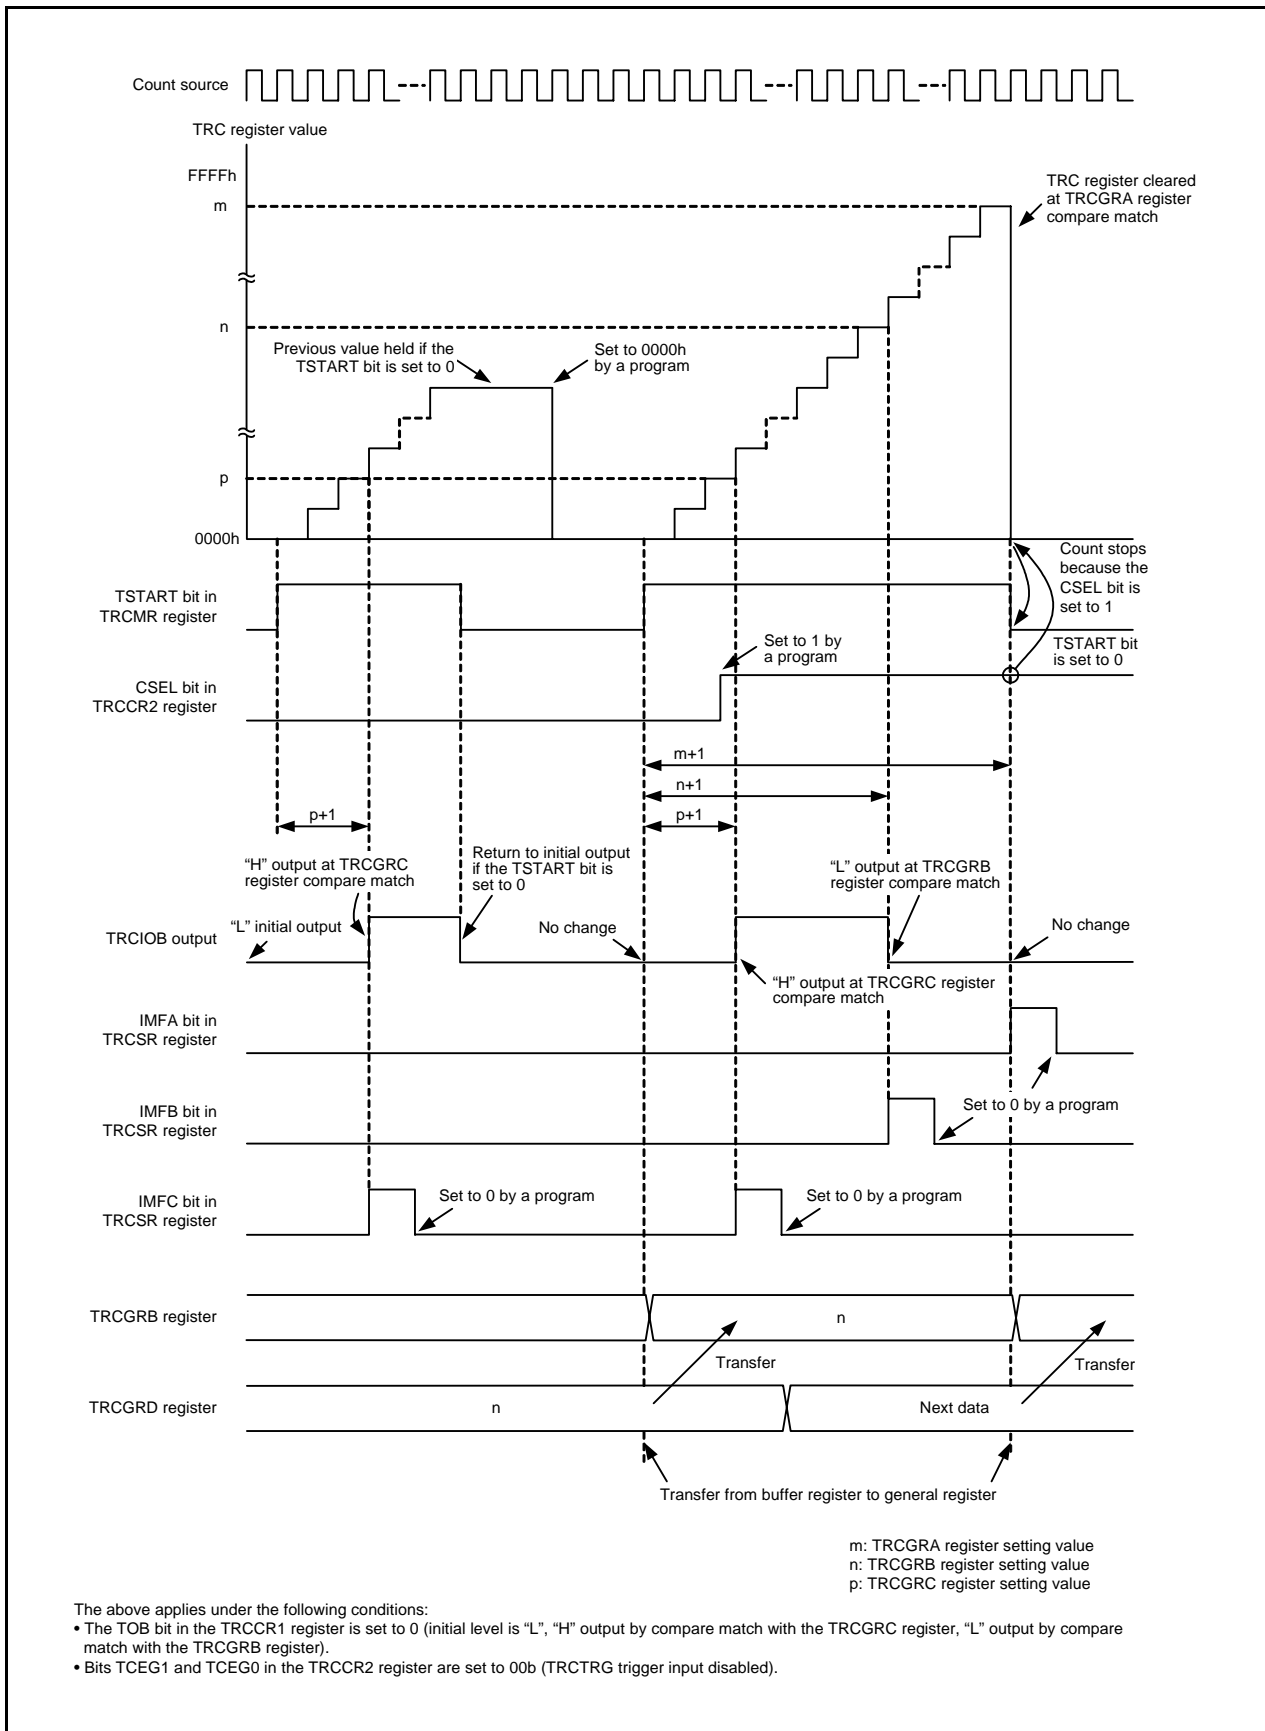 Count source
TRC register value
FFFFh
m
TRC register cleared
at TRCGRA register
compare match
n
Previous value held if the
TSTART bit is set to 0
Set to 0000h
by a program
p
0000h
Count stops
because the
CSEL bit is
set to 1
TSTART bit in
TRCMR register
Set to 1 by
a program
TSTART bit
is set to 0
CSEL bit in
TRCCR2 register
m+1
n+1
p+1
p+1
“H” output at TRCGRC
register compare match
Return to initial output
if the TSTART bit is
set to 0
“L” output at TRCGRB
register compare match
“L” initial output
No change
No change
TRCIOB output
“H” output at TRCGRC register
compare match
IMFA bit in
TRCSR register
IMFB bit in
TRCSR register
Set to 0 by a program
IMFC bit in
TRCSR register
Set to 0 by a program
Set to 0 by a program
TRCGRB register
n
Transfer
Transfer
TRCGRD register
n
Next data
Transfer from buffer register to general register
m: TRCGRA register setting value
n: TRCGRB register setting value
p: TRCGRC register setting value
The above applies under the following conditions:
• The TOB bit in the TRCCR1 register is set to 0 (initial level is “L”, “H” output by compare match with the TRCGRC register, “L” output by compare
match with the TRCGRB register).
• Bits TCEG1 and TCEG0 in the TRCCR2 register are set to 00b (TRCTRG trigger input disabled).